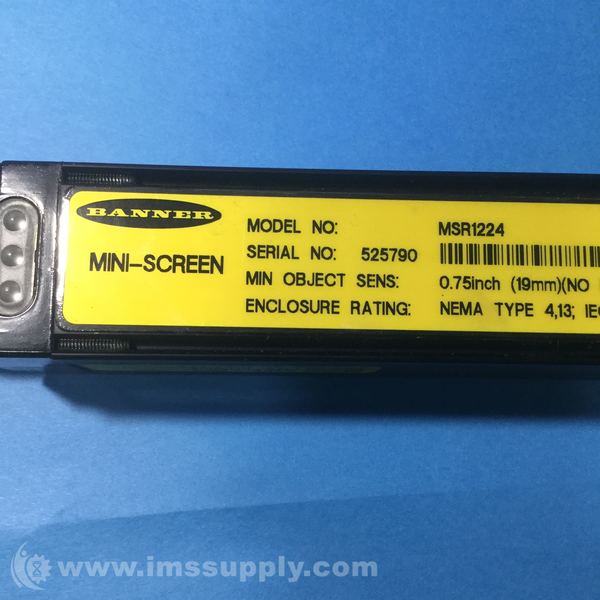 BANNER
MINI-SCREEN
MODEL NO: MSR1224
SERIAL NO: 525790
MIN OBJECT SENS: 0.75inch (19mm)(NO
ENCLOSURE RATING: NEMA TYPE 4,13; IEC
www.imssupply.com